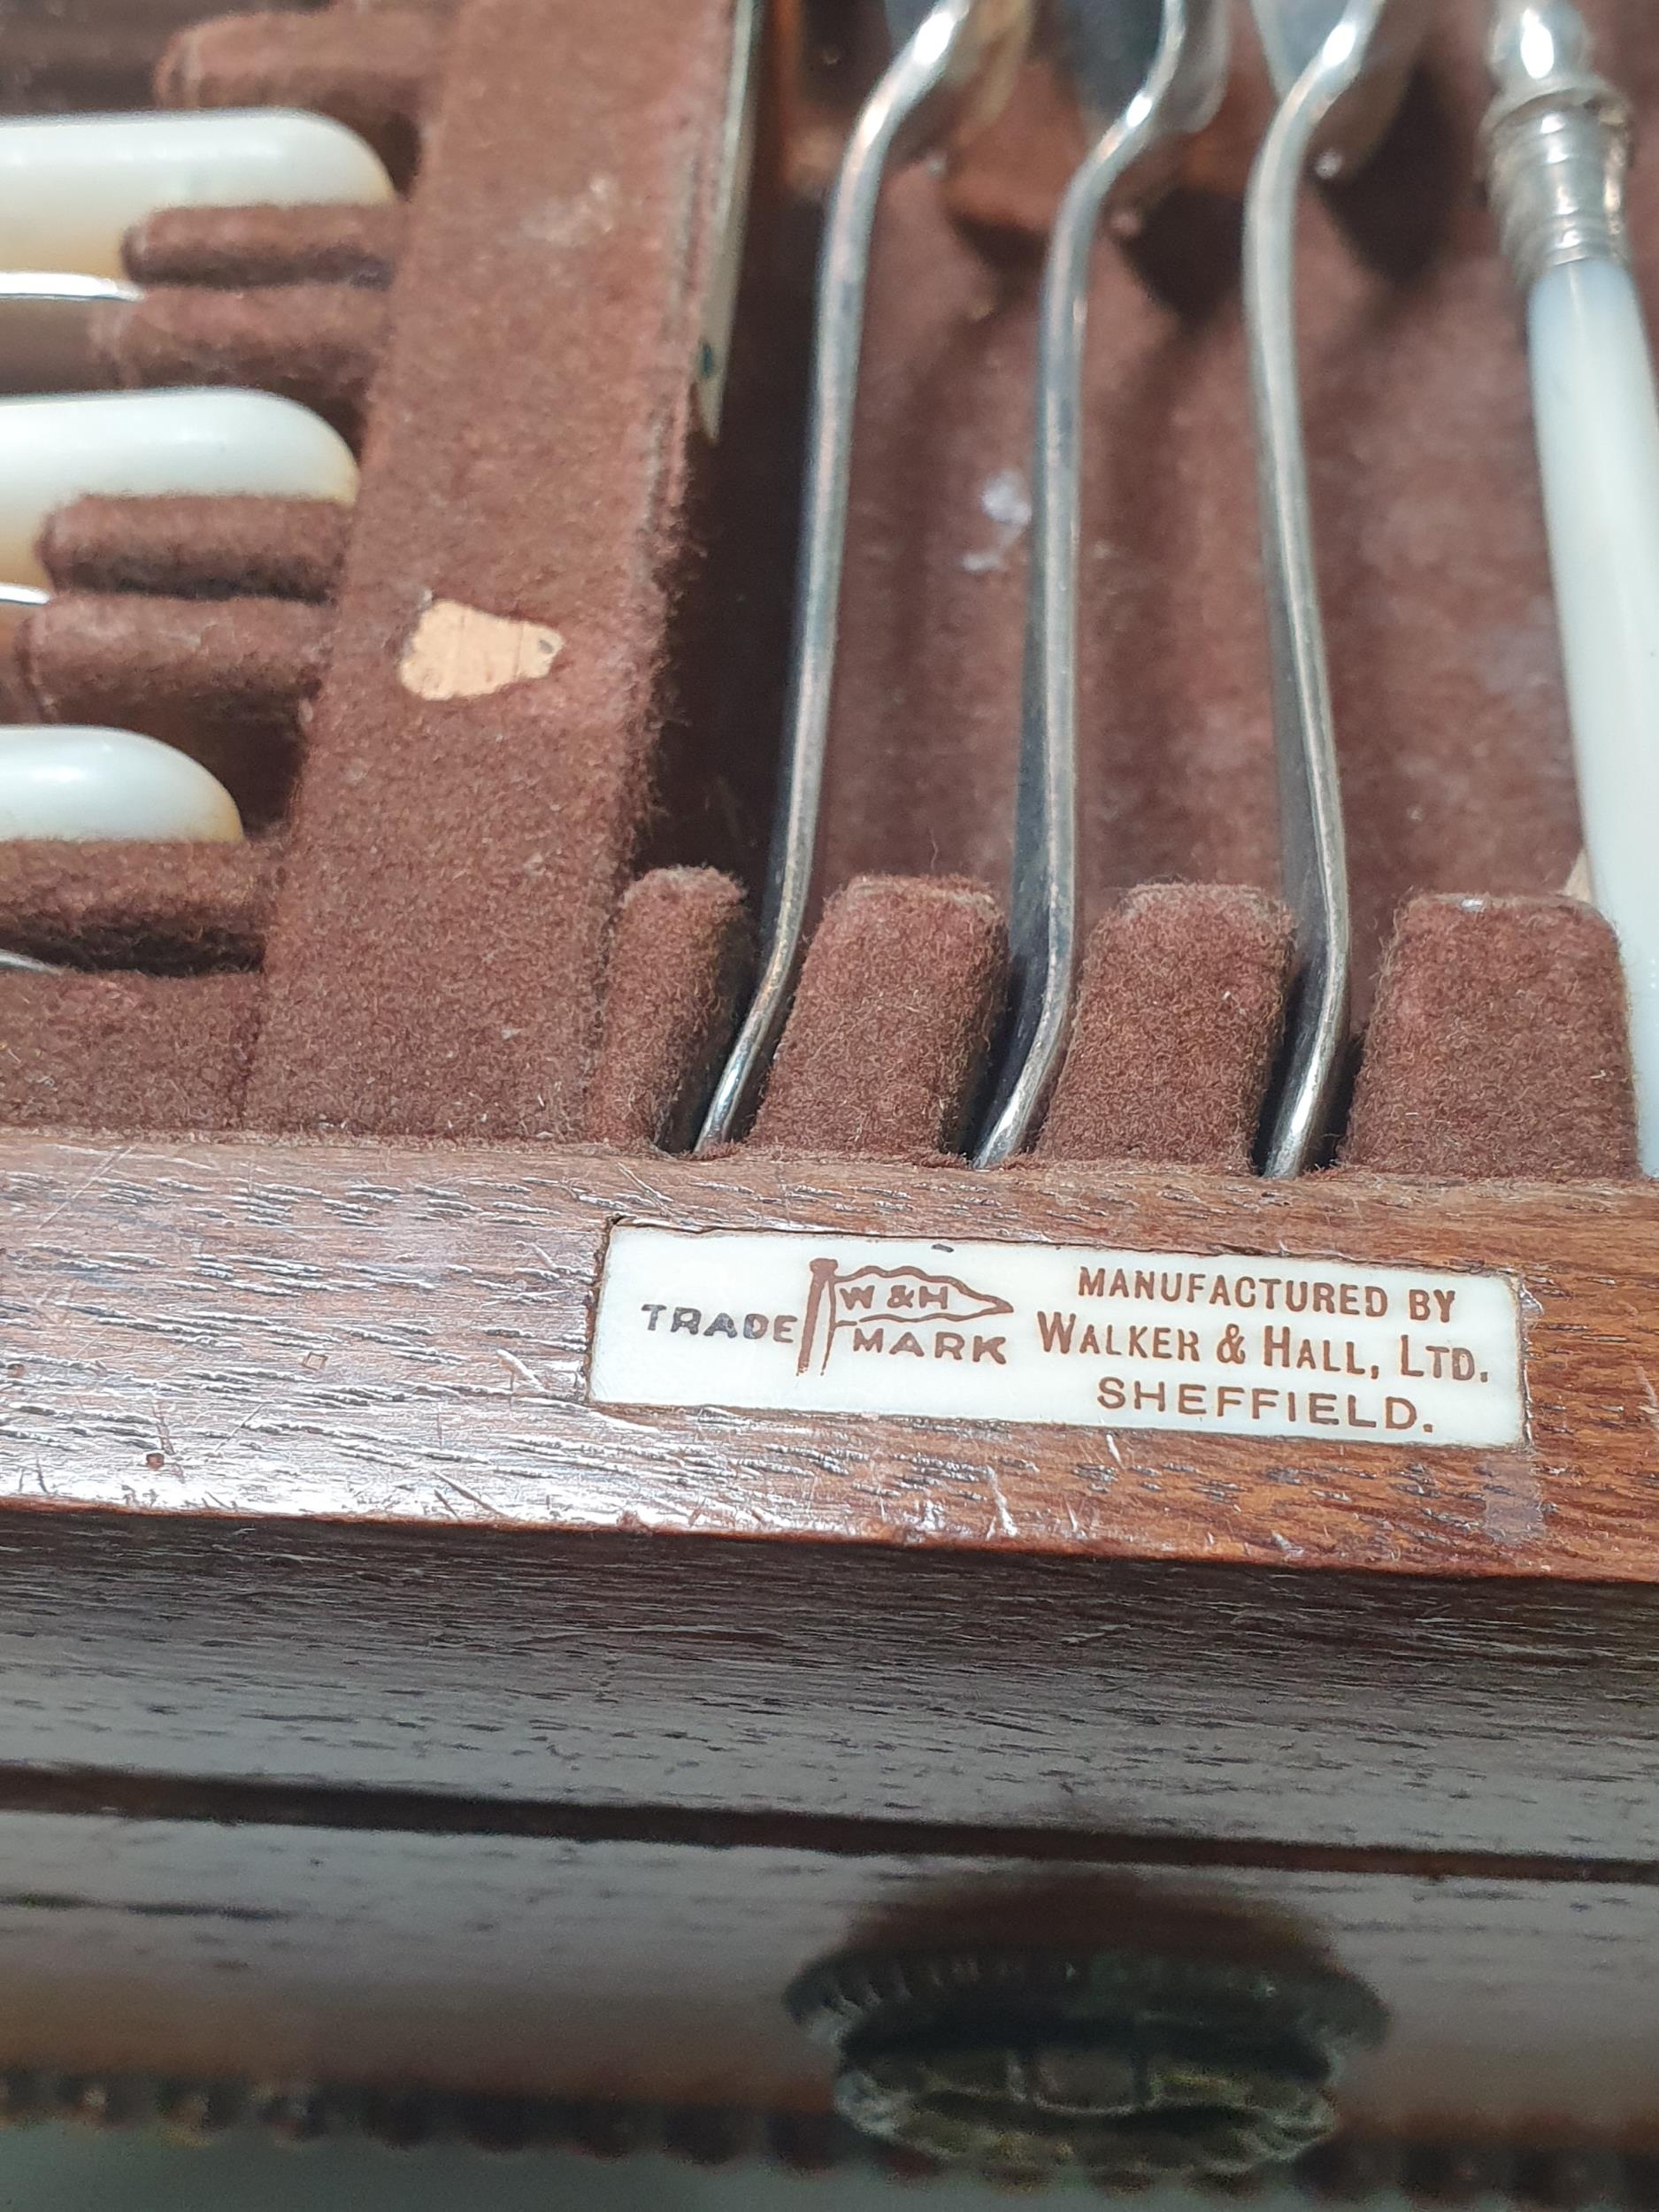 W & H
TRADE MARK
MANUFACTURED BY
WALKER & HALL, LTD.
SHEFFIELD.